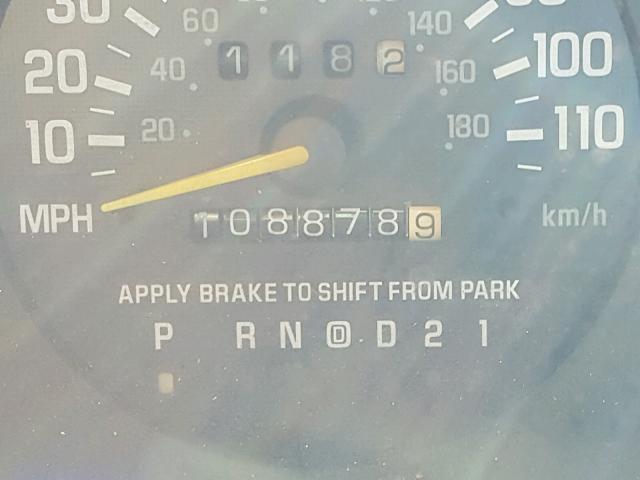 30 60 140
20 40 1182 160 100
10 20 180 110
MPH 1088789 km/h
APPLY BRAKE TO SHIFT FROM PARK
P R N D D 2 1